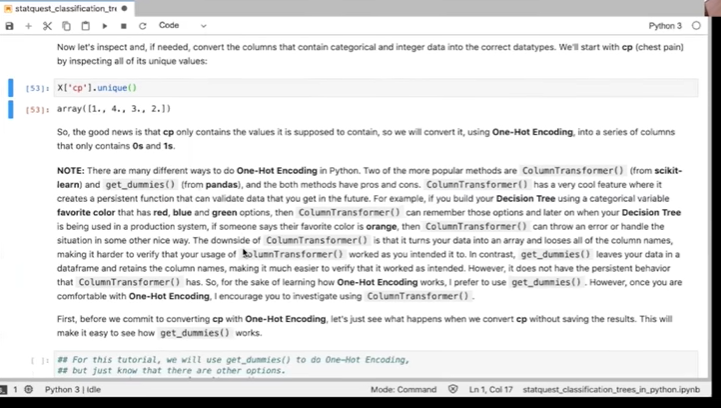 statquest_classification_tre
Code
Python 3
Now let's inspect and, if needed, convert the columns that contain categorical and integer data into the correct datatypes. We'll start with cp (chest pain)
by inspecting all of its unique values:
[53]: X['cp'].unique()
[53]: array([1., 4., 3., 2.])
So, the good news is that cp only contains the values it is supposed to contain, so we will convert it, using One-Hot Encoding, into a series of columns
that only contains 0s and 1s.
NOTE: There are many different ways to do One-Hot Encoding in Python. Two of the more popular methods are ColumnTransformer() (from scikit-
learn) and get_dummies() (from pandas), and the both methods have pros and cons. ColumnTransformer() has a very cool feature where it
creates a persistent function that can validate data that you get in the future. For example, if you build your Decision Tree using a categorical variable
favorite color that has red, blue and green options, then ColumnTransformer() can remember those options and later on when your Decision Tree
is being used in a production system, if someone says their favorite color is orange, then ColumnTransformer() can throw an error or handle the
situation in some other nice way. The downside of ColumnTransformer() is that it turns your data into an array and looses all of the column names,
making it harder to verify that your usage of ColumnTransformer() worked as you intended it to. In contrast, get_dummies() leaves your data in a
dataframe and retains the column names, making it much easier to verify that it worked as intended. However, it does not have the persistent behavior
that ColumnTransformer() has. So, for the sake of learning how One-Hot Encoding works, I prefer to use get_dummies() . However, once you are
comfortable with One-Hot Encoding, I encourage you to investigate using ColumnTransformer() .
First, before we commit to converting cp with One-Hot Encoding, let's just see what happens when we convert cp without saving the results. This will
make it easy to see how get_dummies() works.
[ ]: ## For this tutorial, we will use get_dummies() to do One-Hot Encoding,
## but just know that there are other options.
1 Python 3 | Idle Mode: Command Ln 1, Col 17 statquest_classification_trees_in_python.ipynb